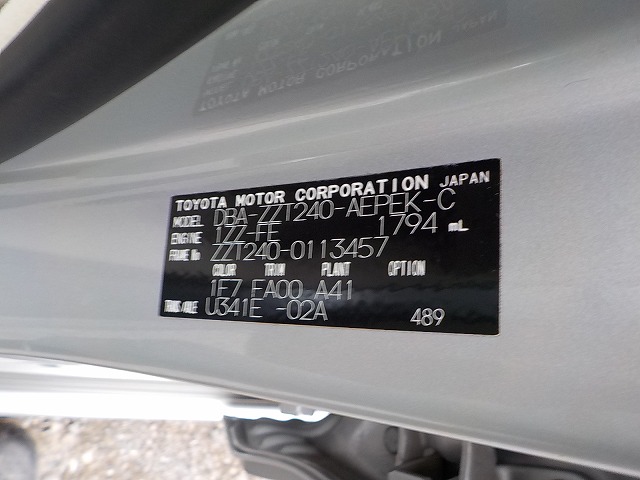 TOYOTA MOTOR CORPORATION JAPAN
MODEL DBA-ZZT240-AEPEK-C
ENGINE 1ZZ-FE 1794 mL
FRAME No ZZT240-0113457
COLOR TRIM PLANT OPTION
1F7 FA00 A41
TRANS/AXLE U341E -02A
489